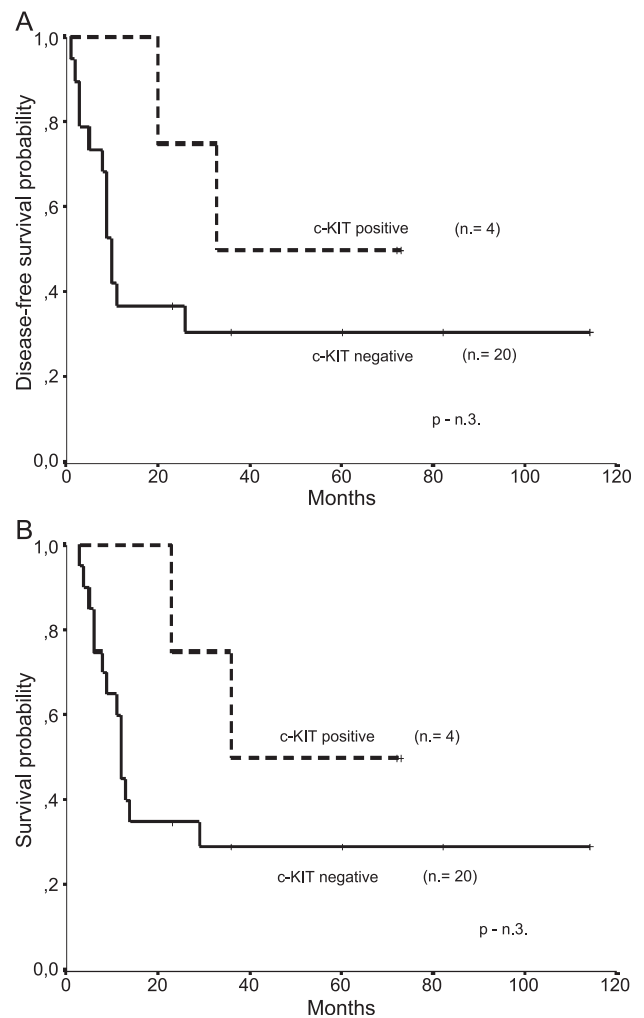 A
1,0
,8
,6
,4
,2
0,0
Disease-free survival probability
c-KIT positive (n.= 4)
c-KIT negative (n.= 20)
p - n.3.
0 20 40 60 80 100 120
Months
B
1,0
,8
,6
,4
,2
0,0
Survival probability
c-KIT positive (n.= 4)
c-KIT negative (n.= 20)
p - n.3.
0 20 40 60 80 100 120
Months